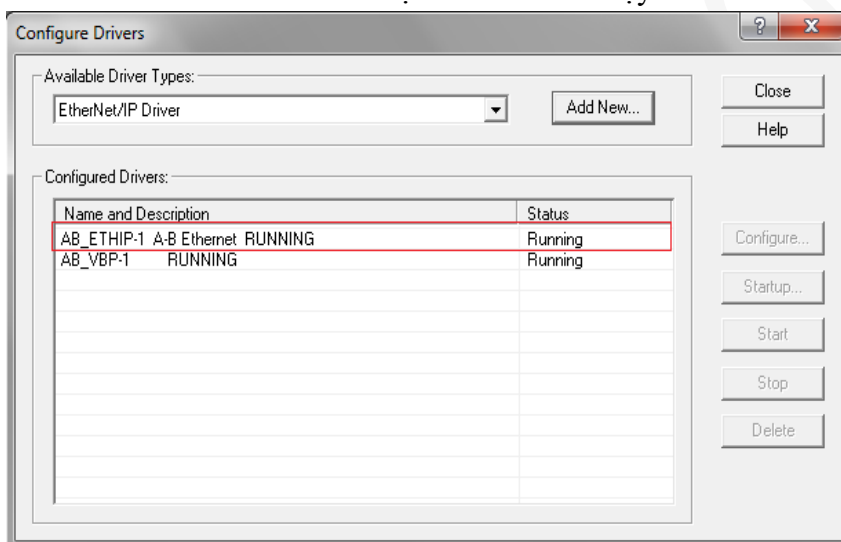 Configure Drivers
Available Driver Types:
EtherNet/IP Driver
Add New...
Close
Help
Configured Drivers:
Name and Description Status
AB_ETHIP-1 A-B Ethernet RUNNING Running
AB_VBP-1 RUNNING Running
Configure...
Startup...
Start
Stop
Delete